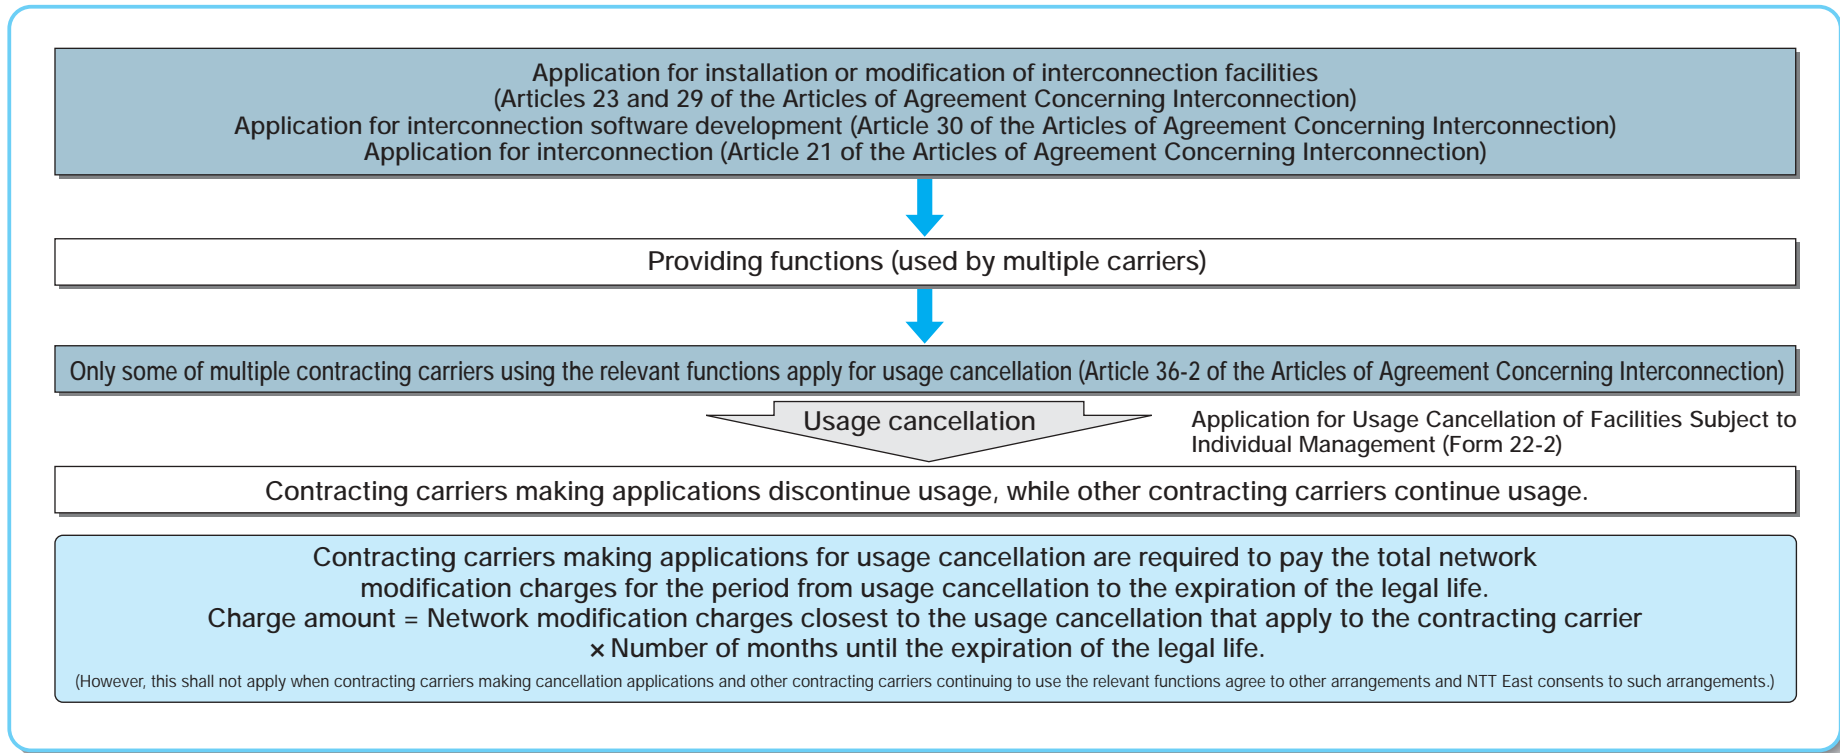 Application for installation or modification of interconnection facilities
(Articles 23 and 29 of the Articles of Agreement Concerning Interconnection)
Application for interconnection software development (Article 30 of the Articles of Agreement Concerning Interconnection)
Application for interconnection (Article 21 of the Articles of Agreement Concerning Interconnection)
Providing functions (used by multiple carriers)
Only some of multiple contracting carriers using the relevant functions apply for usage cancellation (Article 36-2 of the Articles of Agreement Concerning Interconnection)
Usage cancellation
Application for Usage Cancellation of Facilities Subject to
Individual Management (Form 22-2)
Contracting carriers making applications discontinue usage, while other contracting carriers continue usage.
Contracting carriers making applications for usage cancellation are required to pay the total network
modification charges for the period from usage cancellation to the expiration of the legal life.
Charge amount = Network modification charges closest to the usage cancellation that apply to the contracting carrier
× Number of months until the expiration of the legal life.
(However, this shall not apply when contracting carriers making cancellation applications and other contracting carriers continuing to use the relevant functions agree to other arrangements and NTT East consents to such arrangements.)